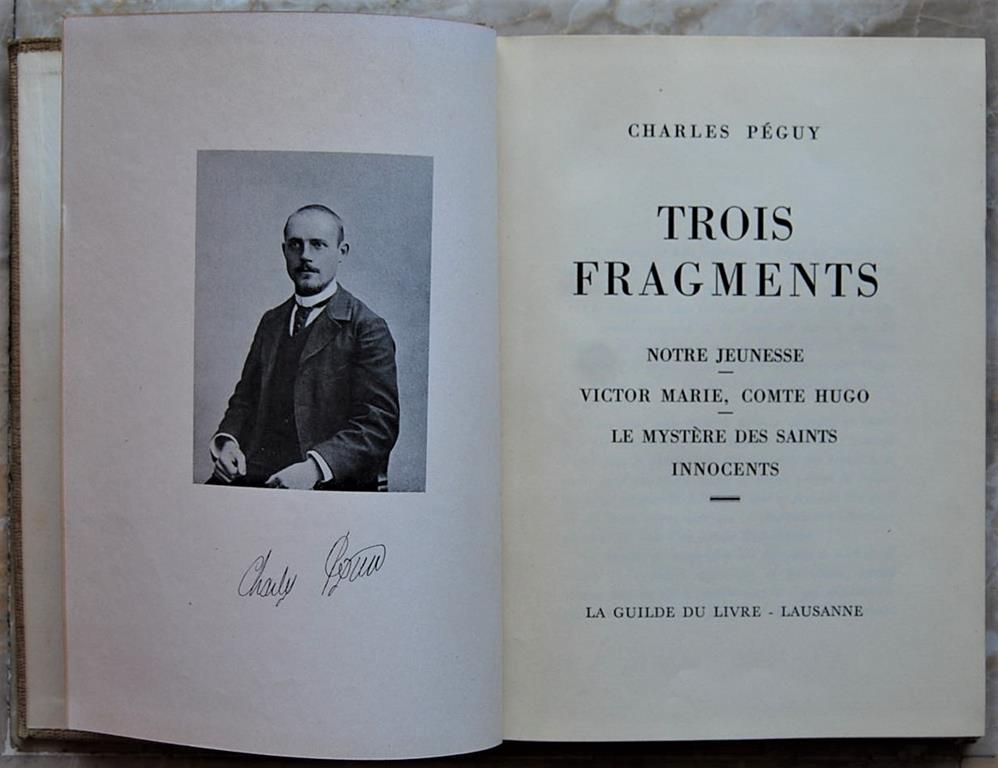 Charles Péguy
CHARLES PÉGUY
TROIS
FRAGMENTS
NOTRE JEUNESSE
VICTOR MARIE, COMTE HUGO
LE MYSTÈRE DES SAINTS
INNOCENTS
LA GUILDE DU LIVRE - LAUSANNE